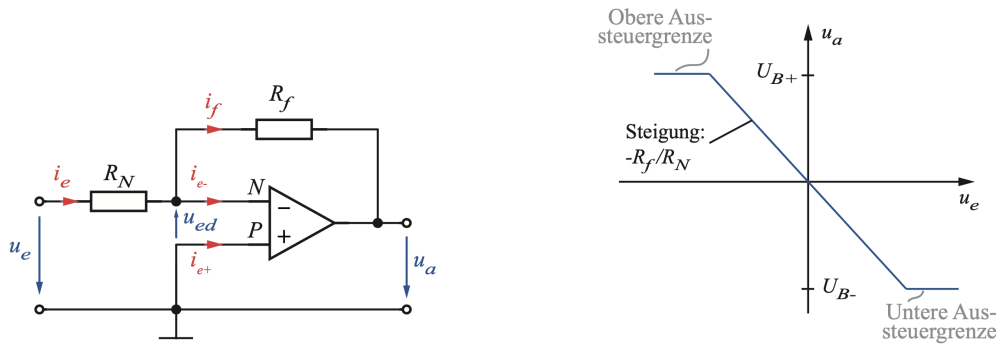 i_f
R_f
i_e
R_N
i_e-
N
−
u_ed
P
+
i_e+
u_e
u_a
Obere Aus-
steuergrenze
u_a
U_B+
Steigung:
-R_f/R_N
u_e
U_B-
Untere Aus-
steuergrenze